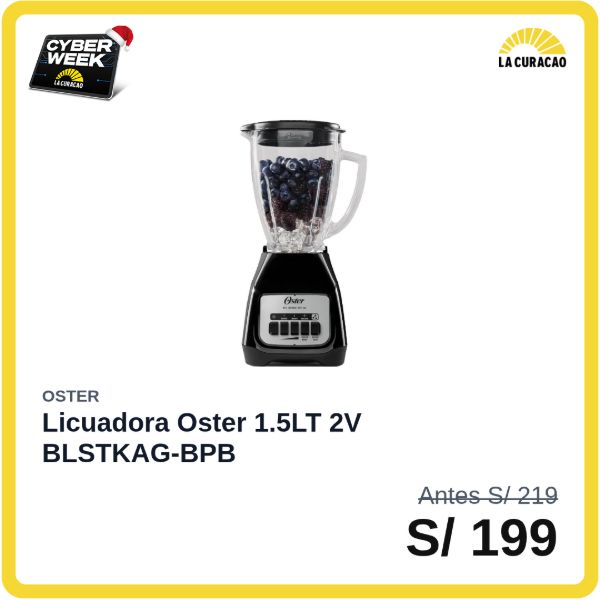 CYBER
WEEK
LA CURACAO
LA CURACAO
Oster
OSTER
Licuadora Oster 1.5LT 2V
BLSTKAG-BPB
Antes S/ 219
S/ 199